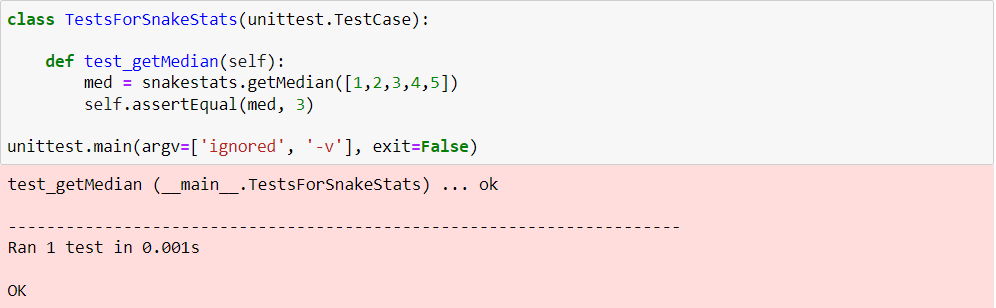 class TestsForSnakeStats(unittest.TestCase):
    def test_getMedian(self):
        med = snakestats.getMedian([1,2,3,4,5])
        self.assertEqual(med, 3)
unittest.main(argv=['ignored', '-v'], exit=False)
test_getMedian (__main__.TestsForSnakeStats) ... ok
----------------------------------------------------------------------
Ran 1 test in 0.001s
OK